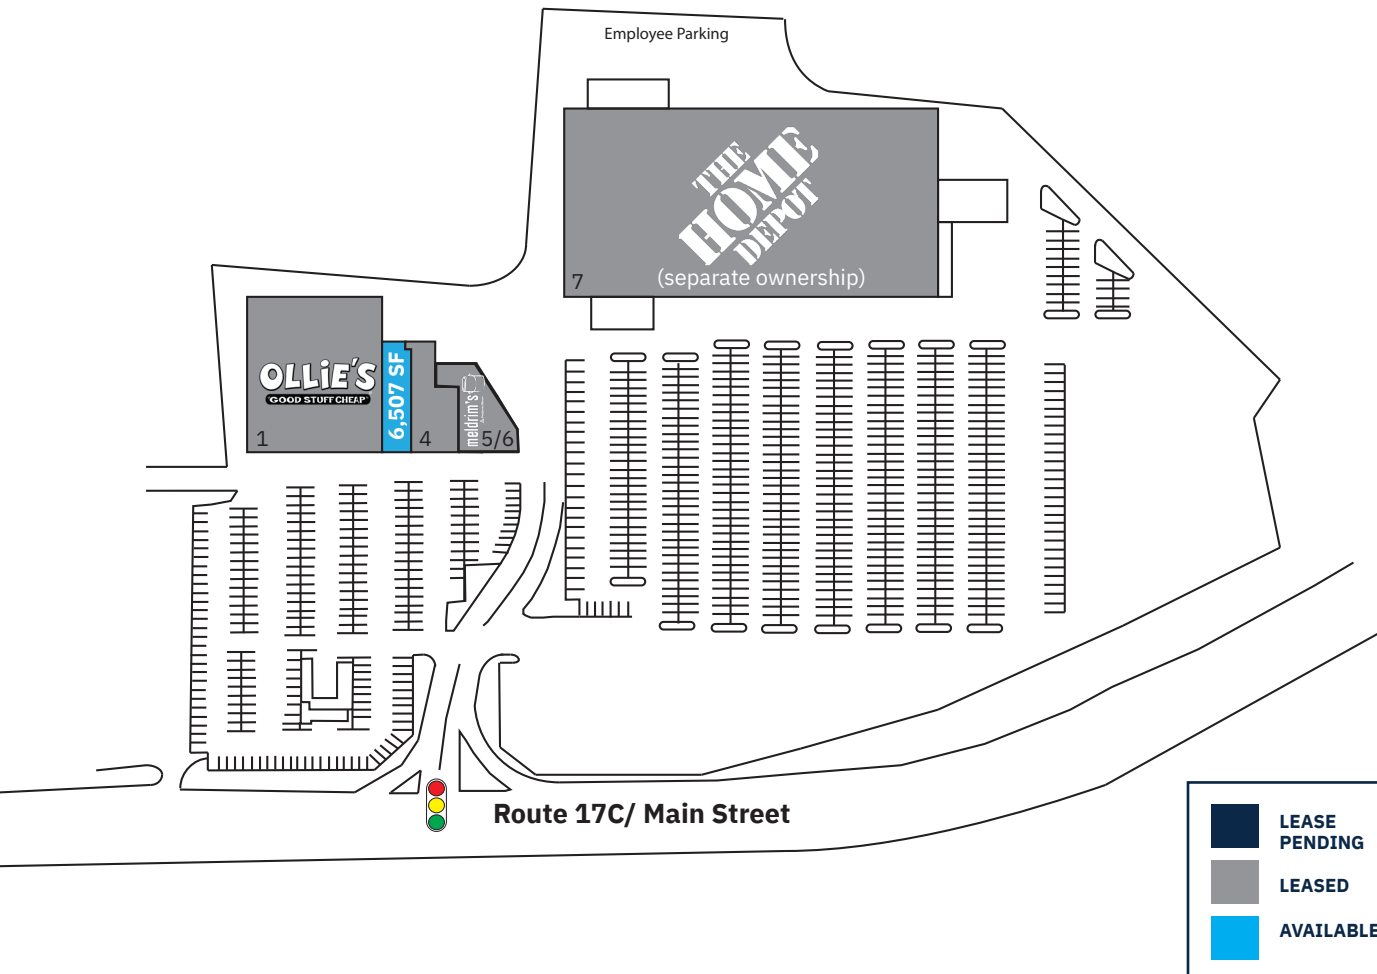 Employee Parking
THE
HOME
DEPOT
(separate ownership)
7
OLLiE'S
GOOD STUFF CHEAP
1
6,507 SF
4
meldrim's
5/6
Route 17C/ Main Street
LEASE
PENDING
LEASED
AVAILABLE